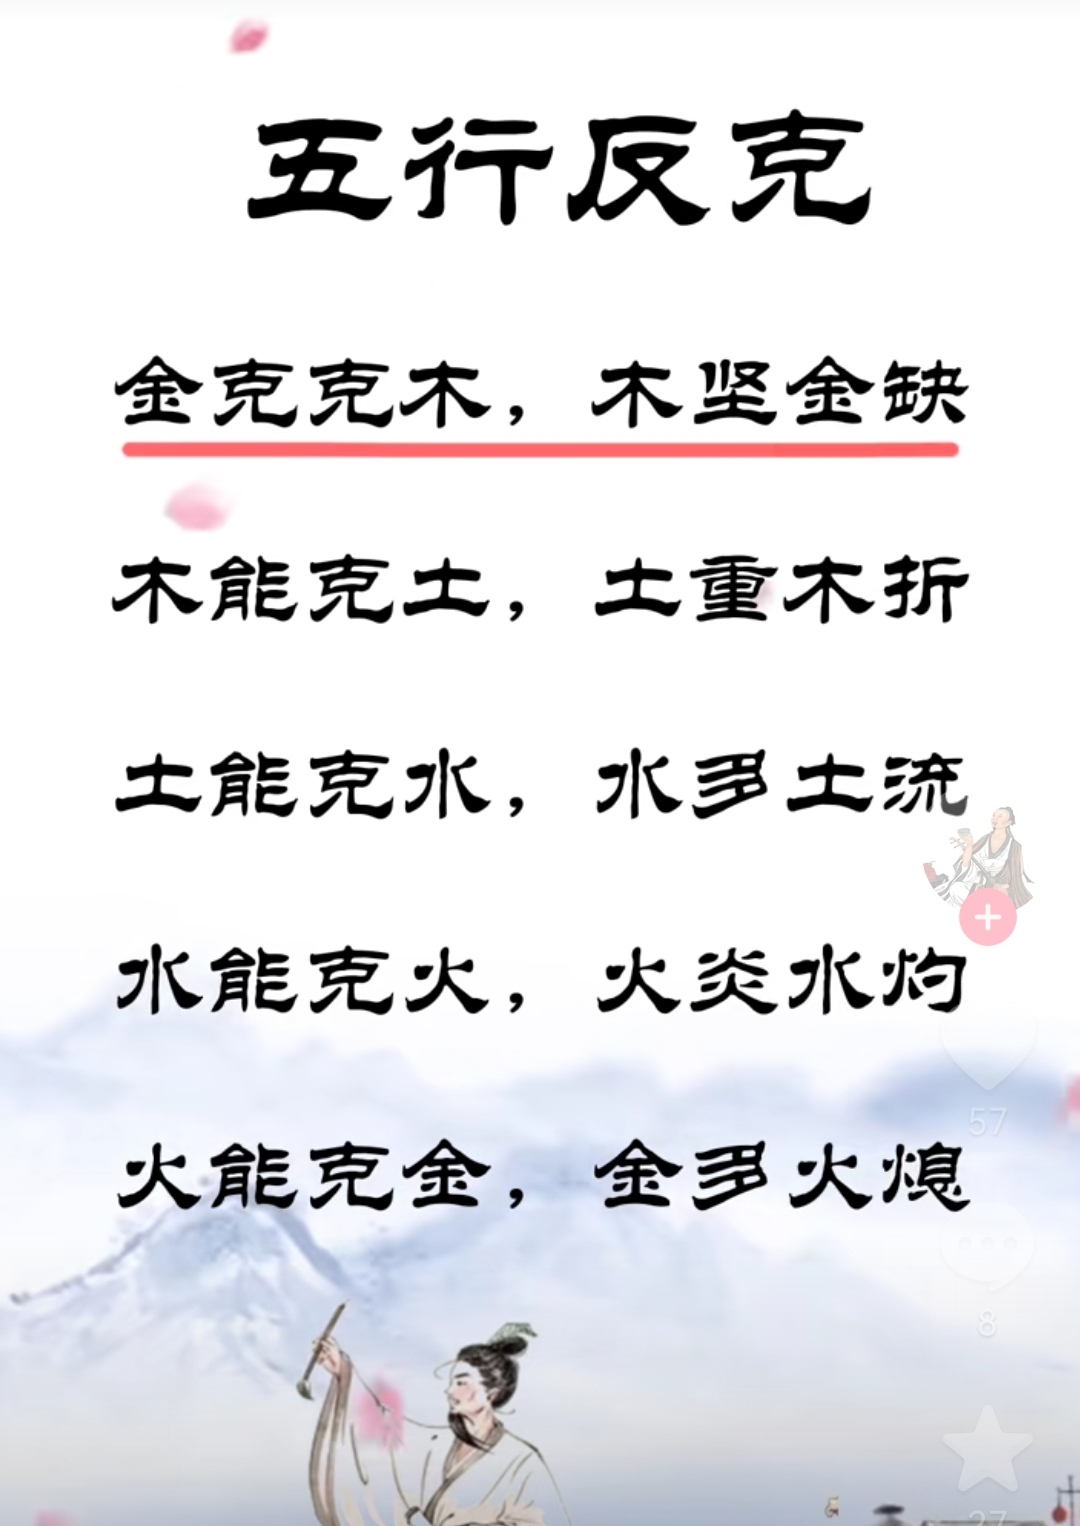 五行反克
金克克木，木坚金缺
木能克土，土重木折
土能克水，水多土流
水能克火，火炎水灼
火能克金，金多火熄
57
8
27